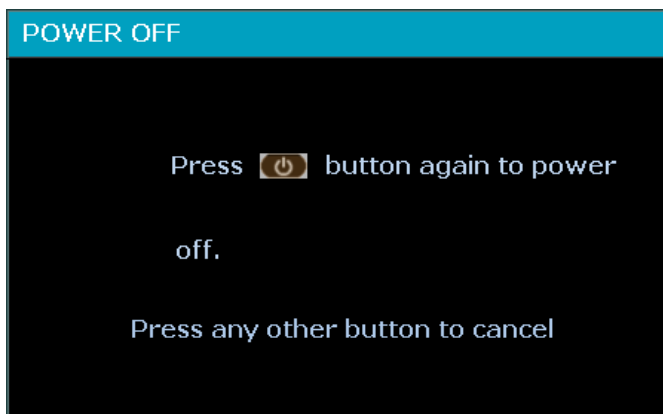 POWER OFF
Press button again to power
off.
Press any other button to cancel